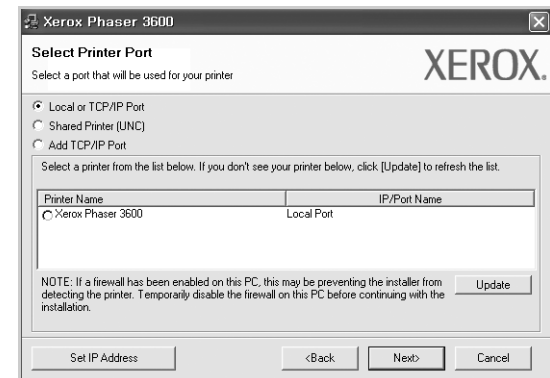 Xerox Phaser 3600
Select Printer Port
Select a port that will be used for your printer
XEROX.
Local or TCP/IP Port
Shared Printer (UNC)
Add TCP/IP Port
Select a printer from the list below. If you don't see your printer below, click [Update] to refresh the list.
Printer Name IP/Port Name
Xerox Phaser 3600 Local Port
NOTE: If a firewall has been enabled on this PC, this may be preventing the installer from
detecting the printer. Temporarily disable the firewall on this PC before continuing with the
installation.
Update
Set IP Address <Back Next> Cancel